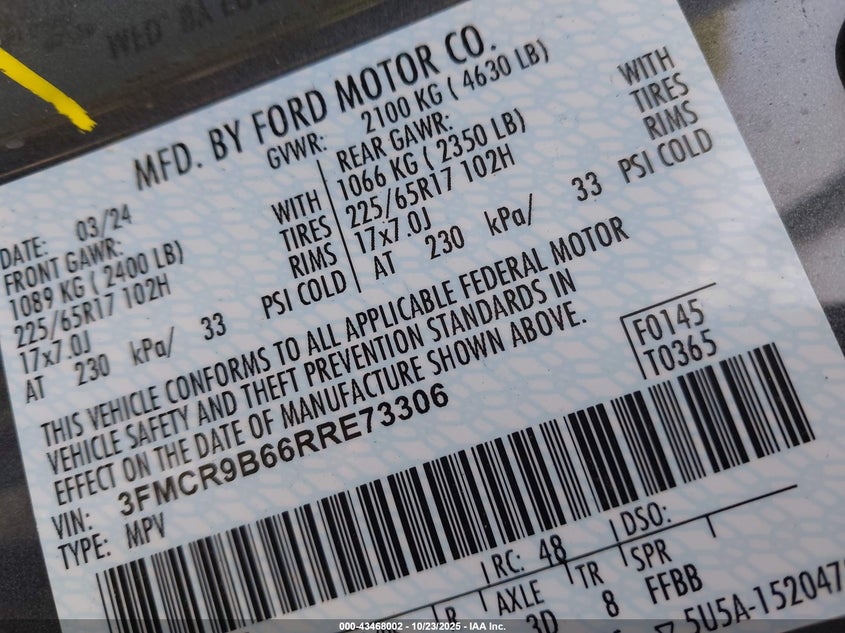 MFD. BY FORD MOTOR CO.
DATE: 03/24
GVWR: 2100 KG ( 4630 LB)
FRONT GAWR:
1089 KG ( 2400 LB) WITH
225/65R17 102H TIRES
17x7.0J RIMS
AT 230 kPa/ 33 PSI COLD
REAR GAWR:
1066 KG ( 2350 LB) WITH
225/65R17 102H TIRES
17x7.0J RIMS
AT 230 kPa/ 33 PSI COLD
THIS VEHICLE CONFORMS TO ALL APPLICABLE FEDERAL MOTOR
VEHICLE SAFETY AND THEFT PREVENTION STANDARDS IN
EFFECT ON THE DATE OF MANUFACTURE SHOWN ABOVE.
VIN: 3FMCR9B66RRE73306
TYPE: MPV
F0145
T0365
RC: 48 DSO:
AXLE TR SPR
3D 8 FFBB
5U5A-152047
000-43468002 - 10/23/2025 - IAA Inc.